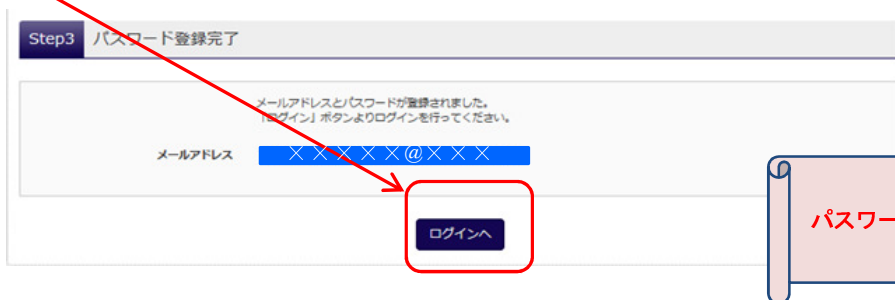 Step3 パスワード登録完了
メールアドレスとパスワードが登録されました。
「ログイン」ボタンよりログインを行ってください。
メールアドレス ×××××@×××
ログインへ
パスワー